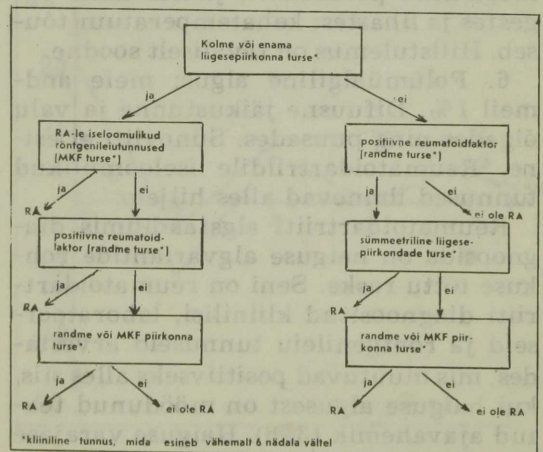 Kolme või enama
liigesepiirkonna turse*
ja
ei
RA-le iseloomulikud
röntgenileiutunnused
[MKF turse*]
positiivne reumatoidfaktor
[randme turse*]
ja
ei
ja
ei
RA
ei ole RA
positiivne reumatoid-
faktor [randme turse*]
sümmeetriline liigese-
piirkondade turse*
ja
ei
ja
ei
RA
RA
randme või MKF piirkonna
turse*
randme või MKF piir-
konna turse*
ja
ei
ja
ei
RA
ei ole RA
RA
ei ole RA
*kliiniline tunnus, mida esineb vähemalt 6 nädala vältel